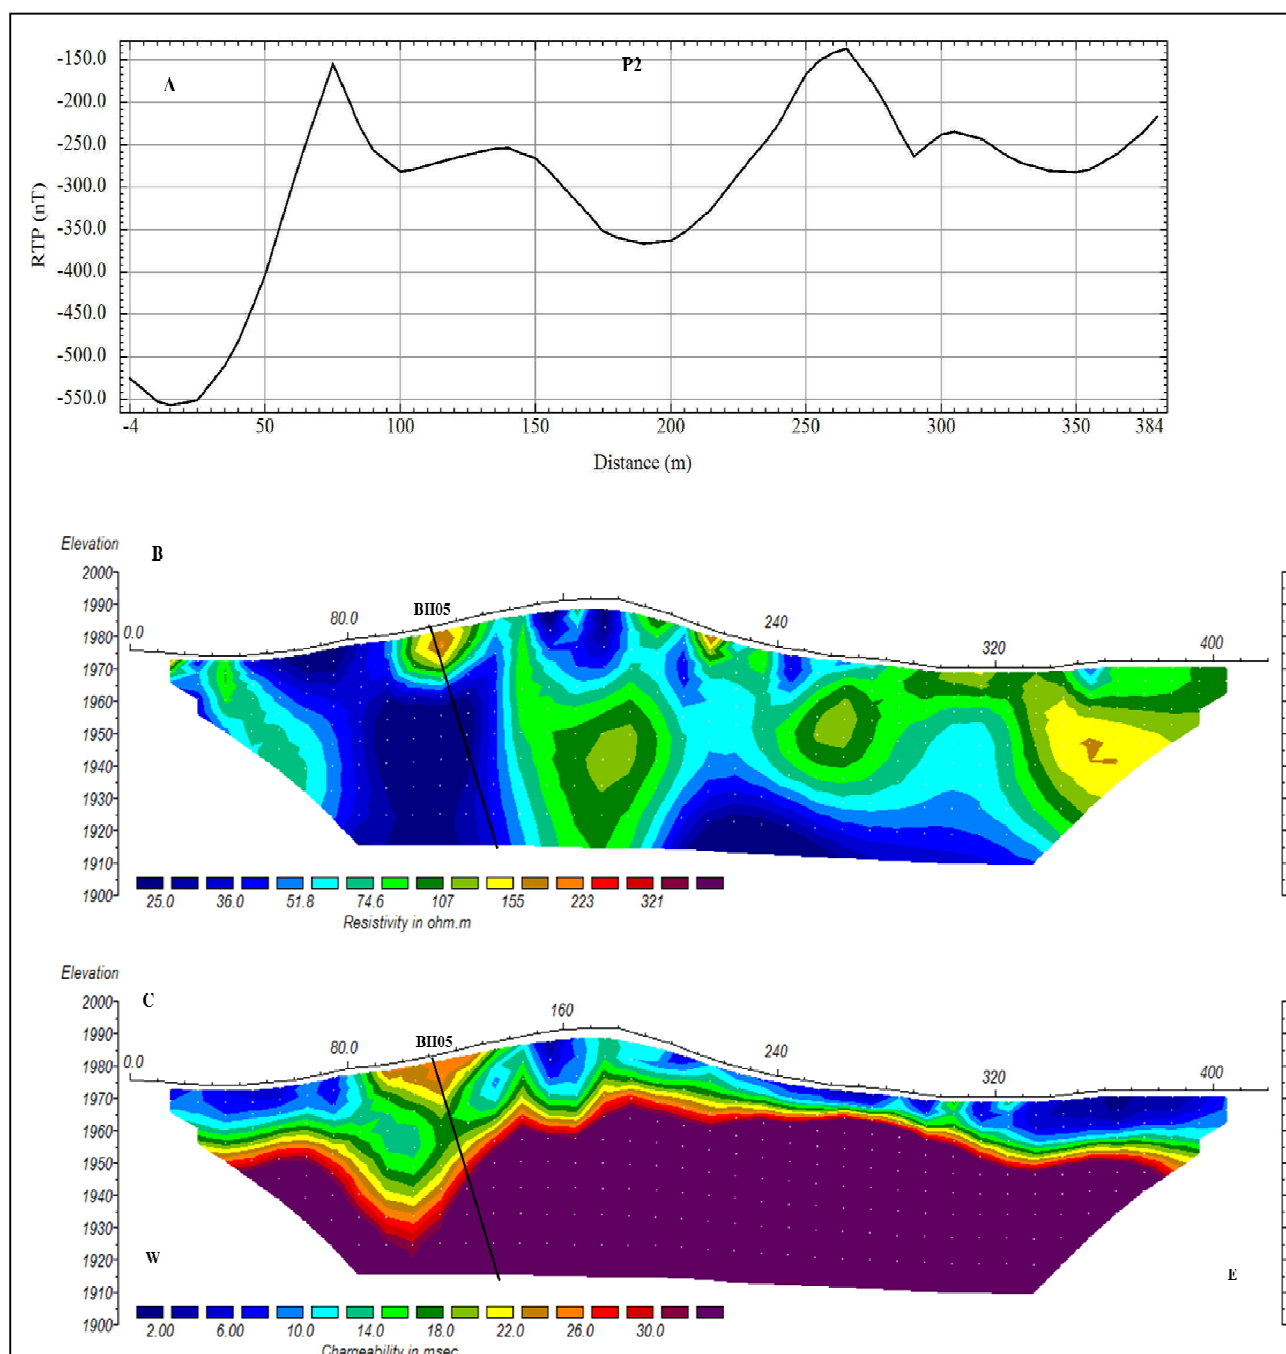 -150.0
P2
A
-200.0
-250.0
-300.0
RTP (nT)
-350.0
-400.0
-450.0
-500.0
-550.0
-4 50 100 150 200 250 300 350 384
Distance (m)
Elevation
B
2000
1990
1980
1970
1960
1950
1940
1930
1920
1910
1900
0.0 80.0 BH05 240 320 400
25.0 36.0 51.8 74.6 107 155 223 321
Resistivity in ohm.m
Elevation
C
2000
1990
1980
1970
1960
1950
1940
1930
1920
1910
1900
0.0 80.0 BH05 160 240 320 400
W E
2.00 6.00 10.0 14.0 18.0 22.0 26.0 30.0
Chargeability in msec